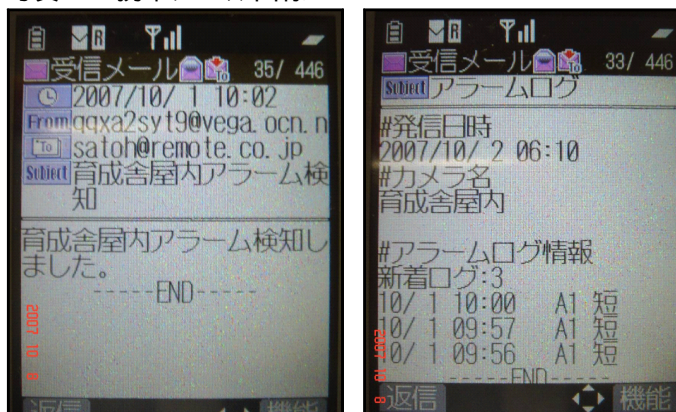 受信メール 35/ 446
2007/10/ 1 10:02
From qqxa2syt9@vega.ocn.n
To satoh@remote.co.jp
Subject 育成舎屋内アラーム検
知
育成舎屋内アラーム検知し
ました。
-----END-----
返信 機能
受信メール 33/ 446
Subject アラームログ
#発信日時
2007/10/ 2 06:10
#カメラ名
育成舎屋内
#アラームログ情報
新着ログ:3
10/ 1 10:00 A1 短
10/ 1 09:57 A1 短
10/ 1 09:56 A1 短
-----END-----
返信 機能